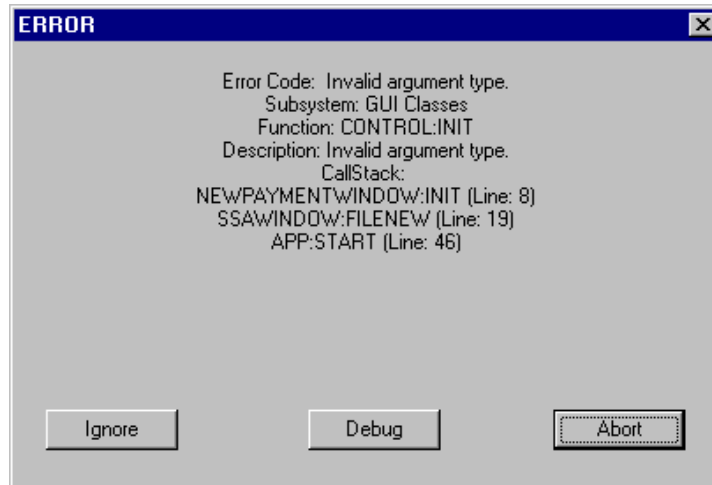 ERROR
Error Code:  Invalid argument type.
Subsystem: GUI Classes
Function: CONTROL:INIT
Description: Invalid argument type.
CallStack:
NEWPAYMENTWINDOW:INIT (Line: 8)
SSAWINDOW:FILENEW (Line: 19)
APP:START (Line: 46)
Ignore
Debug
Abort